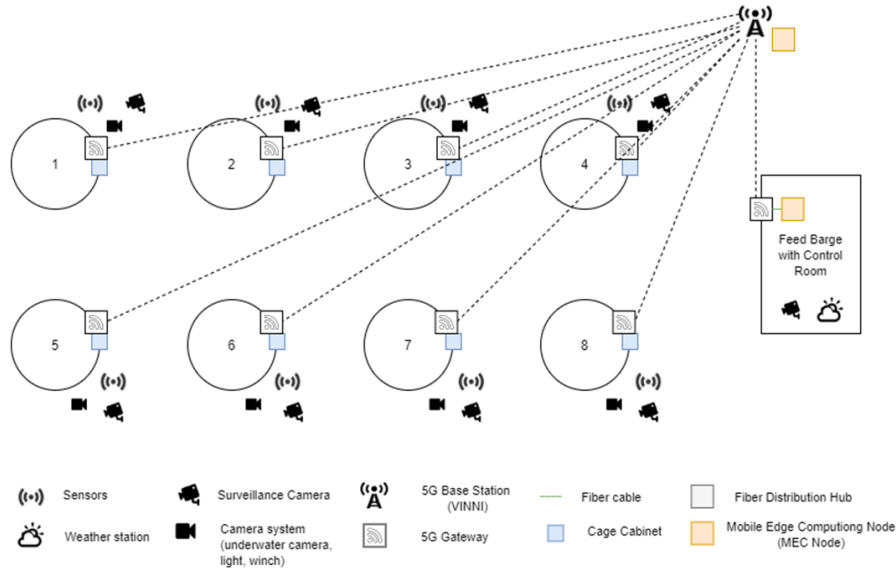 1
2
3
4
Feed Barge
with Control
Room
5
6
7
8
Sensors
Surveillance Camera
5G Base Station
(VINNI)
Fiber cable
Fiber Distribution Hub
Weather station
Camera system
(underwater camera,
light, winch)
5G Gateway
Cage Cabinet
Mobile Edge Computiong Node
(MEC Node)